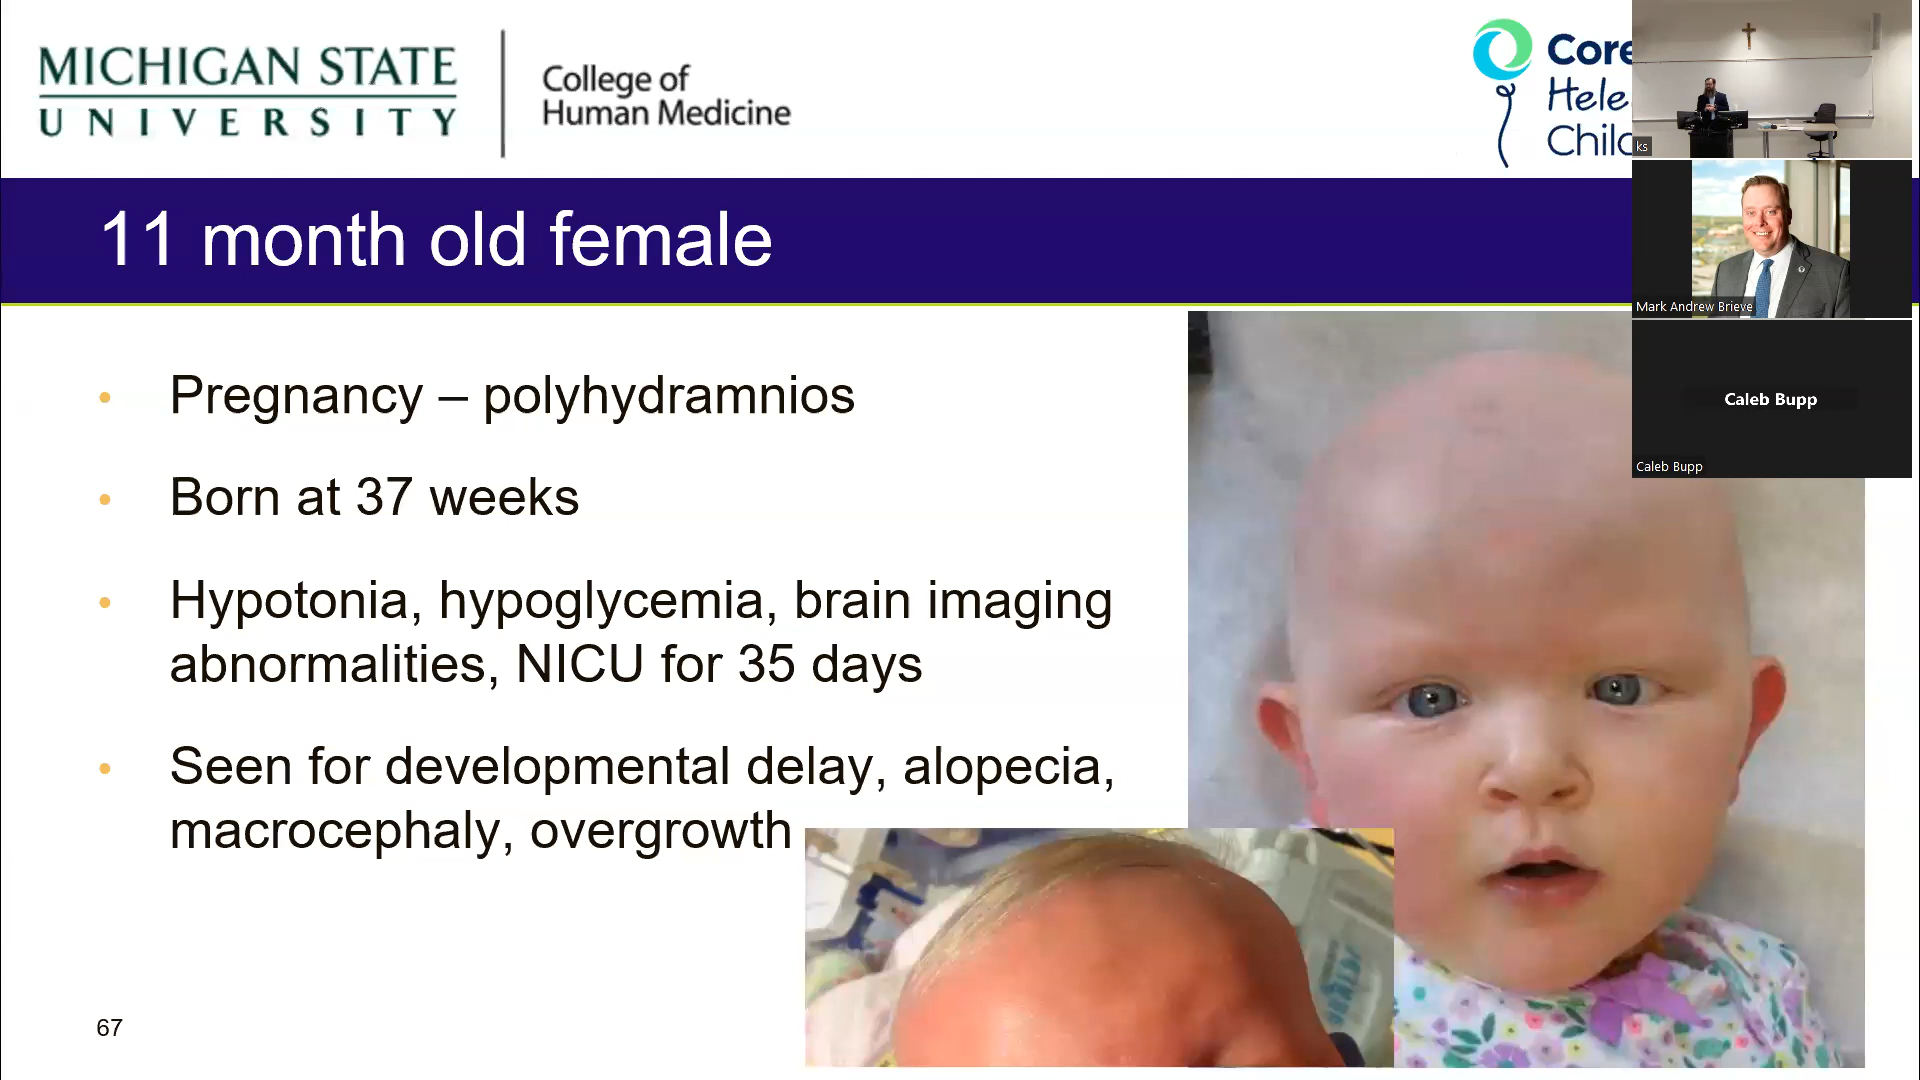 MICHIGAN STATE
UNIVERSITY
College of
Human Medicine
Core
Hele
Chilc
ks
11 month old female
Mark Andrew Brieve
Caleb Bupp
Caleb Bupp
• Pregnancy – polyhydramnios
• Born at 37 weeks
• Hypotonia, hypoglycemia, brain imaging
abnormalities, NICU for 35 days
• Seen for developmental delay, alopecia,
macrocephaly, overgrowth
67